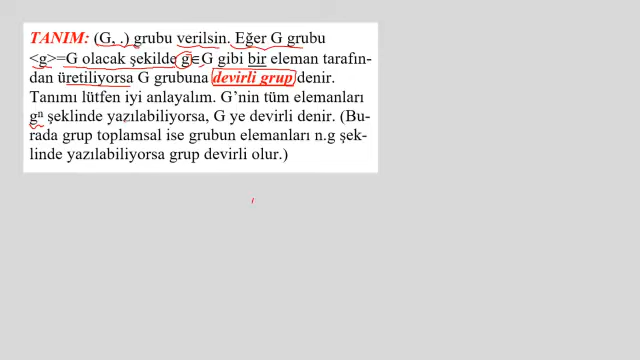 TANIM: (G, .) grubu verilsin. Eğer G grubu
<g>=G olacak şekilde g∈G gibi bir eleman tarafın-
dan üretiliyorsa G grubuna devirli grup denir.
Tanımı lütfen iyi anlayalım. G'nin tüm elemanları
gⁿ şeklinde yazılabiliyorsa, G ye devirli denir. (Bu-
rada grup toplamsal ise grubun elemanları n.g şek-
linde yazılabiliyorsa grup devirli olur.)